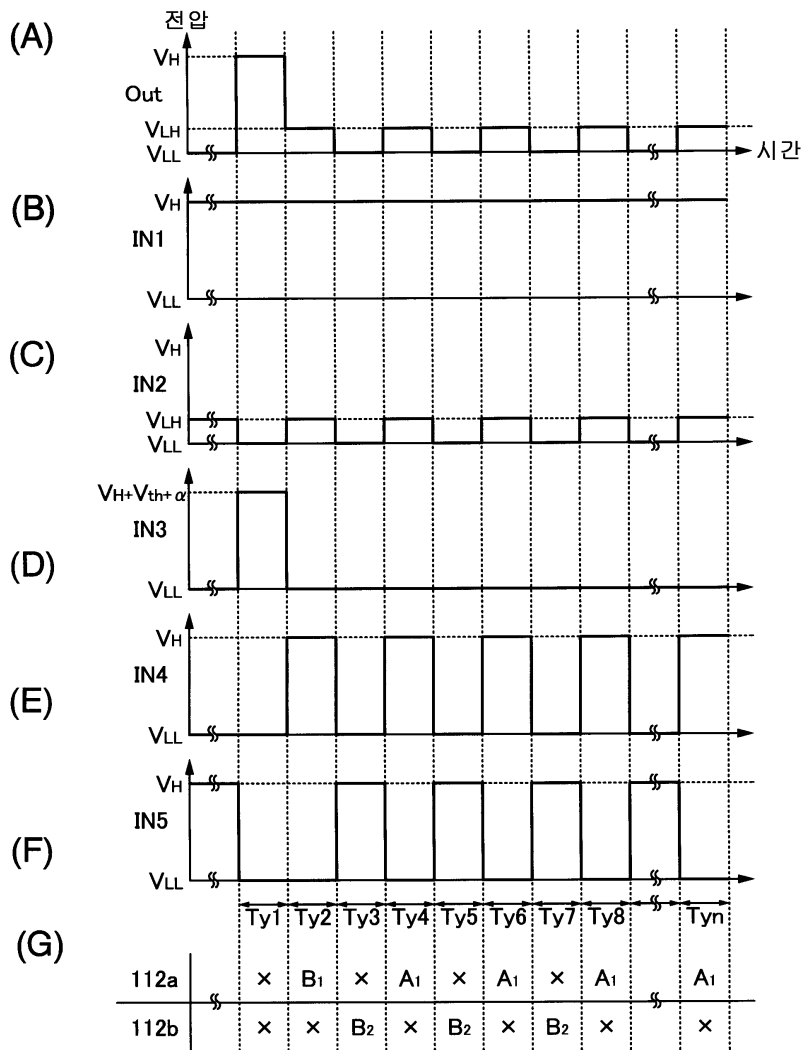 (A)
전압
VH
Out
VLH
VLL
시간
(B)
VH
IN1
VLL
(C)
VH
IN2
VLH
VLL
VH+Vth+α
IN3
(D)
VLL
VH
IN4
(E)
VLL
VH
IN5
(F)
VLL
Ty1 Ty2 Ty3 Ty4 Ty5 Ty6 Ty7 Ty8 Tyn
(G)
112a × B1 × A1 × A1 × A1 A1
112b × × B2 × B2 × B2 × ×